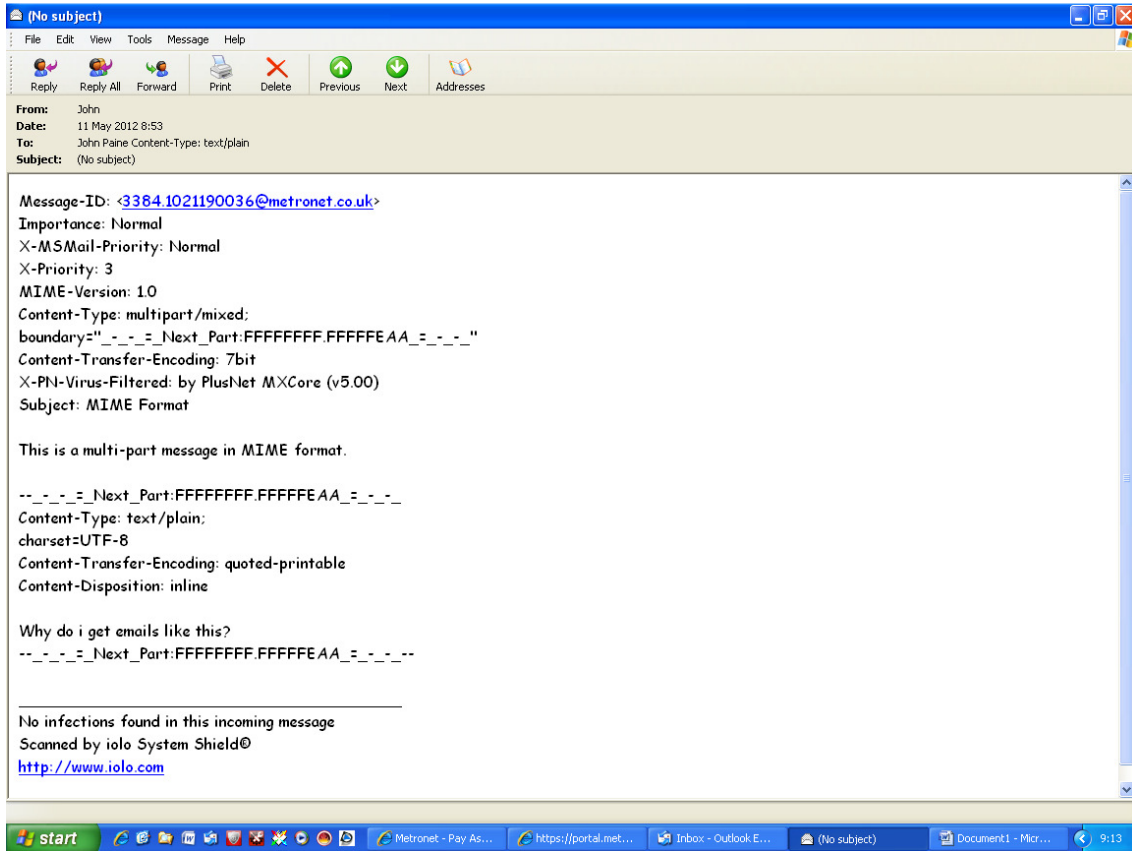 (No subject)
File Edit View Tools Message Help
Reply Reply All Forward Print Delete Previous Next Addresses
From: John
Date: 11 May 2012 8:53
To: John Paine Content-Type: text/plain
Subject: (No subject)
Message-ID: <3384.1021190036@metronet.co.uk>
Importance: Normal
X-MSMail-Priority: Normal
X-Priority: 3
MIME-Version: 1.0
Content-Type: multipart/mixed;
boundary="_-_-_=_Next_Part:FFFFFFFF.FFFFFEAA_=_-_-_"
Content-Transfer-Encoding: 7bit
X-PN-Virus-Filtered: by PlusNet MXCore (v5.00)
Subject: MIME Format
This is a multi-part message in MIME format.
--_-_-_=_Next_Part:FFFFFFFF.FFFFFEAA_=_-_-_
Content-Type: text/plain;
charset=UTF-8
Content-Transfer-Encoding: quoted-printable
Content-Disposition: inline
Why do i get emails like this?
--_-_-_=_Next_Part:FFFFFFFF.FFFFFEAA_=_-_-_--
No infections found in this incoming message
Scanned by iolo System Shield©
http://www.iolo.com
start Metronet - Pay As... https://portal.met... Inbox - Outlook E... (No subject) Document1 - Micr... 9:13